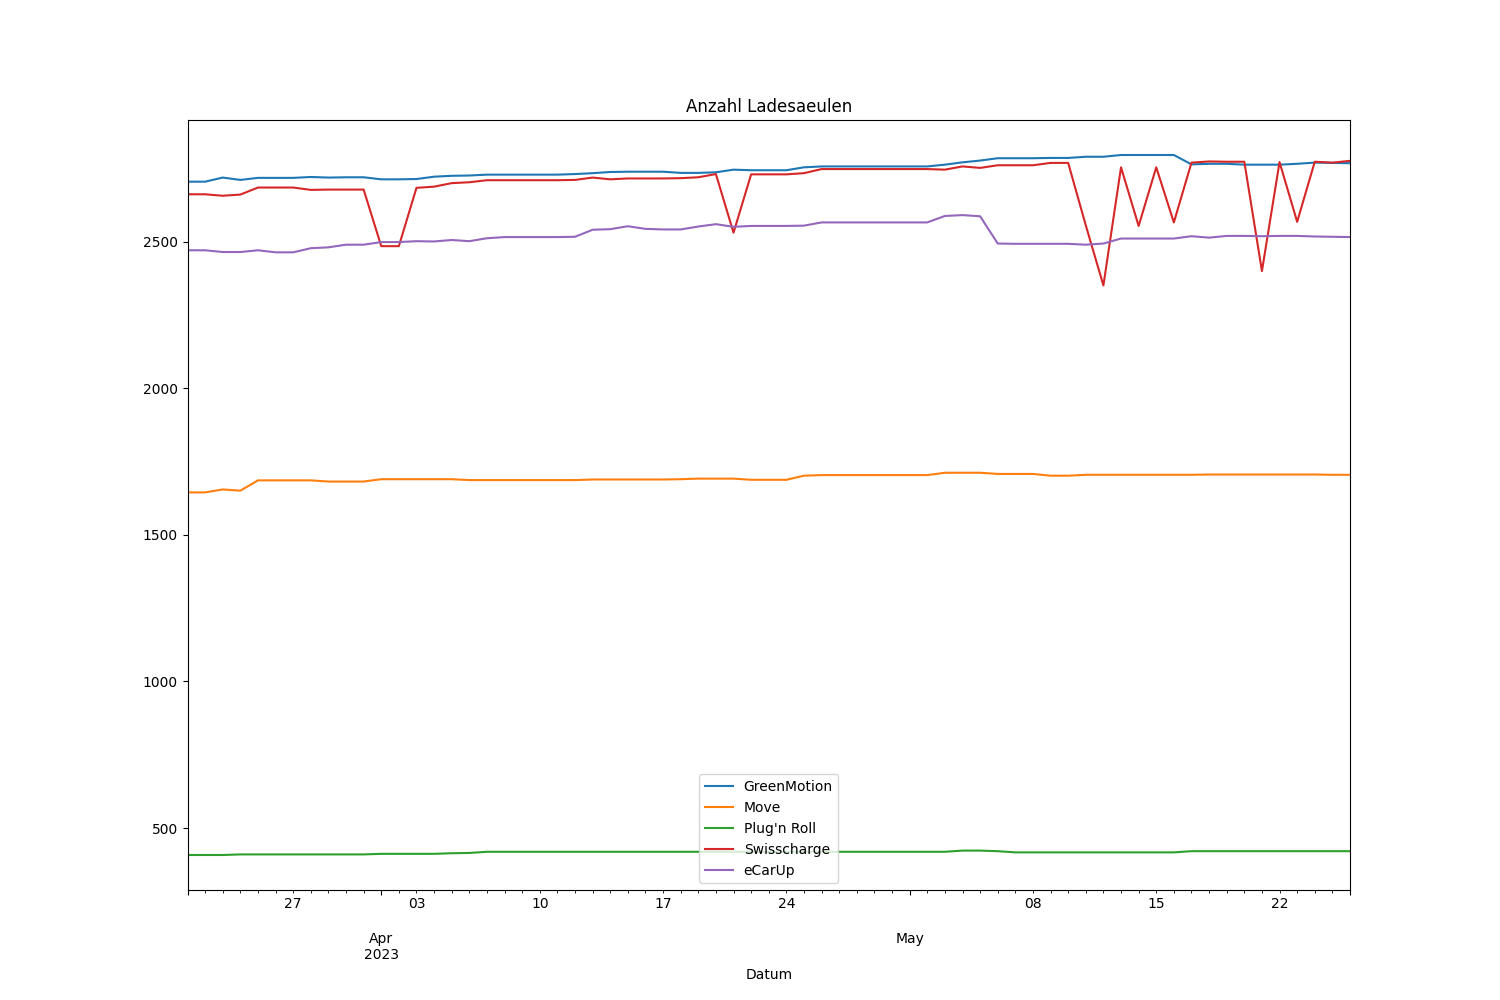 Anzahl Ladesaeulen
2500
2000
1500
1000
500
GreenMotion
Move
Plug'n Roll
Swisscharge
eCarUp
27 03 10 17 24 08 15 22
Apr May
2023
Datum